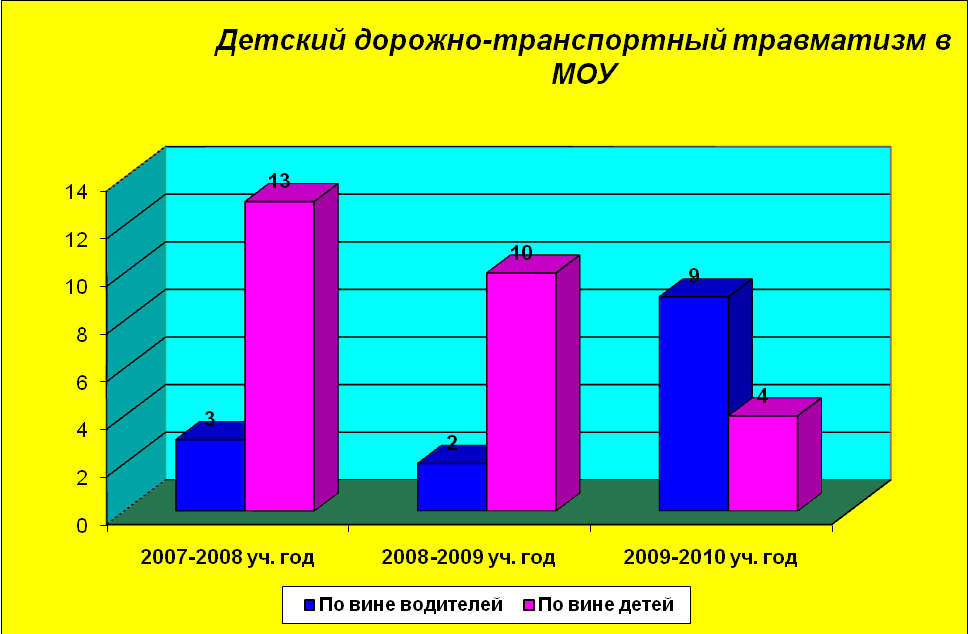 Детский дорожно-транспортный травматизм в
МОУ
14
12
10
8
6
4
2
0
3
13
2
10
9
4
2007-2008 уч. год
2008-2009 уч. год
2009-2010 уч. год
По вине водителей
По вине детей